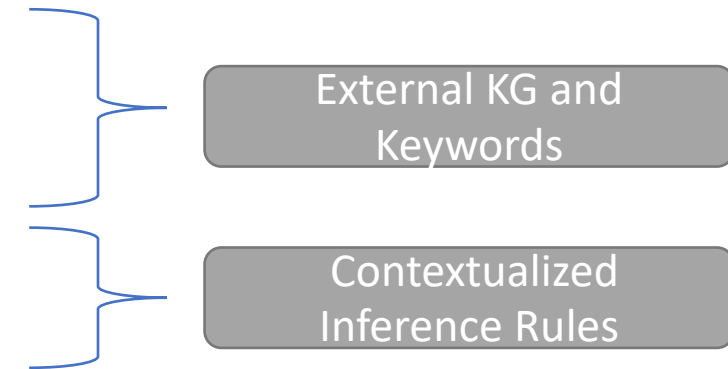 External KG and
Keywords
Contextualized
Inference Rules